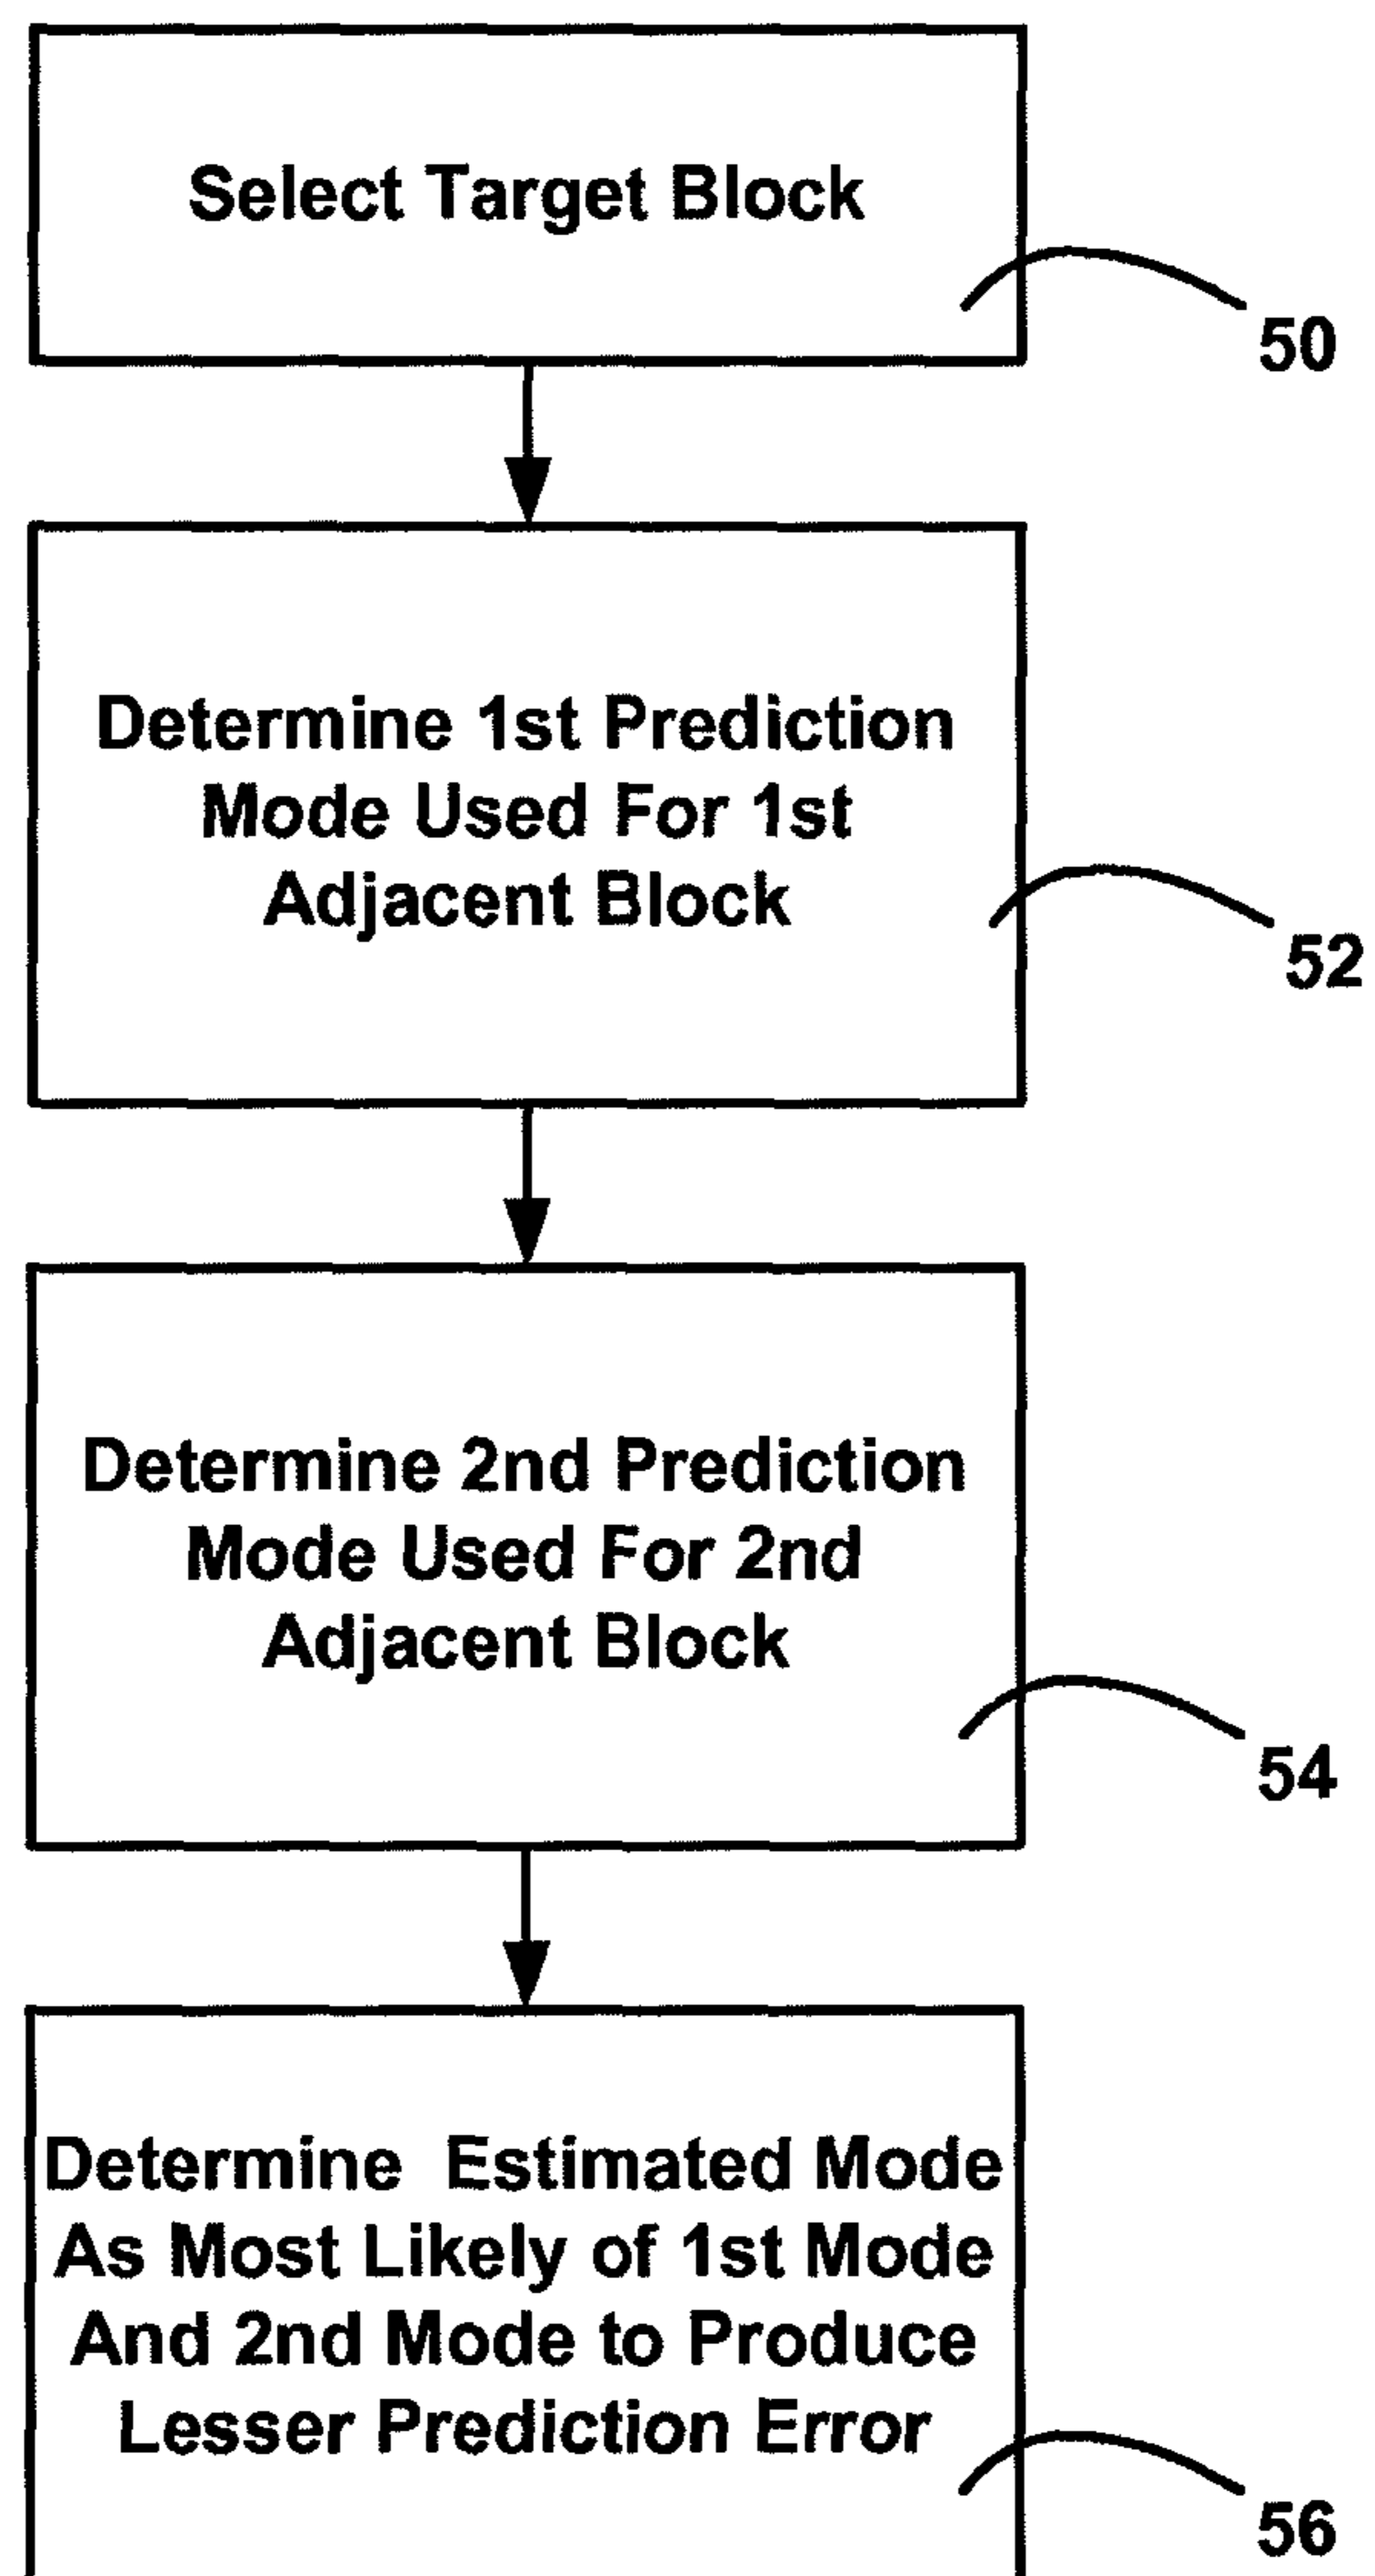 Select Target Block
50
Determine 1st Prediction
Mode Used For 1st
Adjacent Block
52
Determine 2nd Prediction
Mode Used For 2nd
Adjacent Block
54
Determine Estimated Mode
As Most Likely of 1st Mode
And 2nd Mode to Produce
Lesser Prediction Error
56